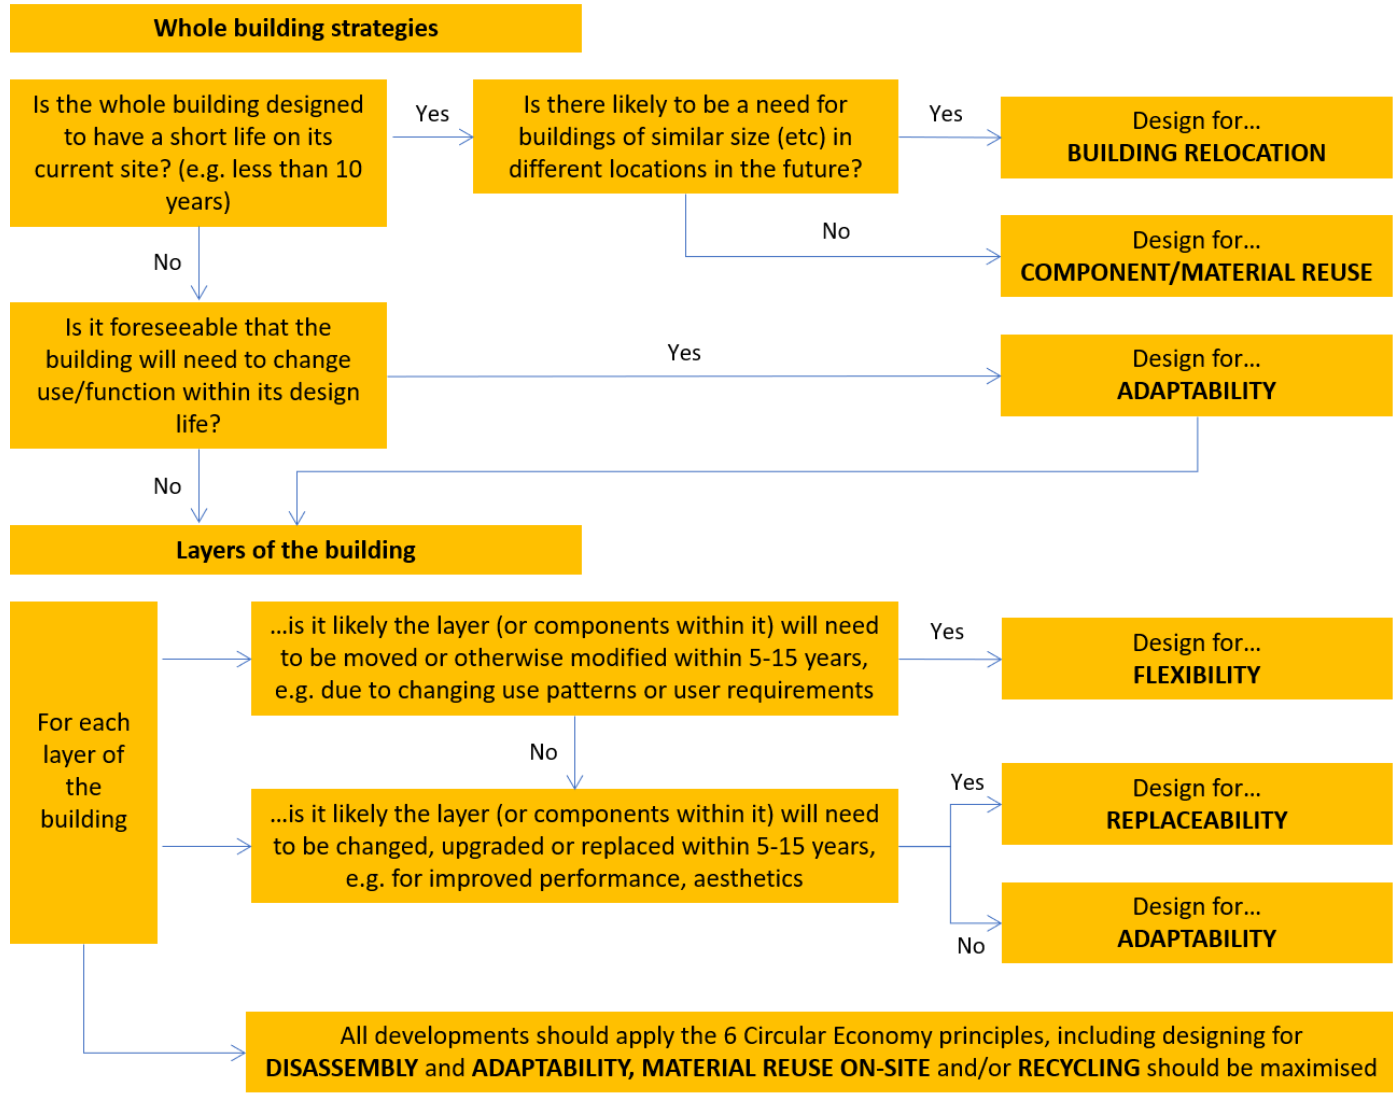 Whole building strategies
Is the whole building designed
to have a short life on its
current site? (e.g. less than 10
years)
Yes
Is there likely to be a need for
buildings of similar size (etc) in
different locations in the future?
Yes
Design for...
BUILDING RELOCATION
No
Design for...
COMPONENT/MATERIAL REUSE
No
Is it foreseeable that the
building will need to change
use/function within its design
life?
Yes
Design for...
ADAPTABILITY
No
Layers of the building
For each
layer of
the
building
...is it likely the layer (or components within it) will need
to be moved or otherwise modified within 5-15 years,
e.g. due to changing use patterns or user requirements
Yes
Design for...
FLEXIBILITY
No
...is it likely the layer (or components within it) will need
to be changed, upgraded or replaced within 5-15 years,
e.g. for improved performance, aesthetics
Yes
Design for...
REPLACEABILITY
No
Design for...
ADAPTABILITY
All developments should apply the 6 Circular Economy principles, including designing for
DISASSEMBLY and ADAPTABILITY, MATERIAL REUSE ON-SITE and/or RECYCLING should be maximised